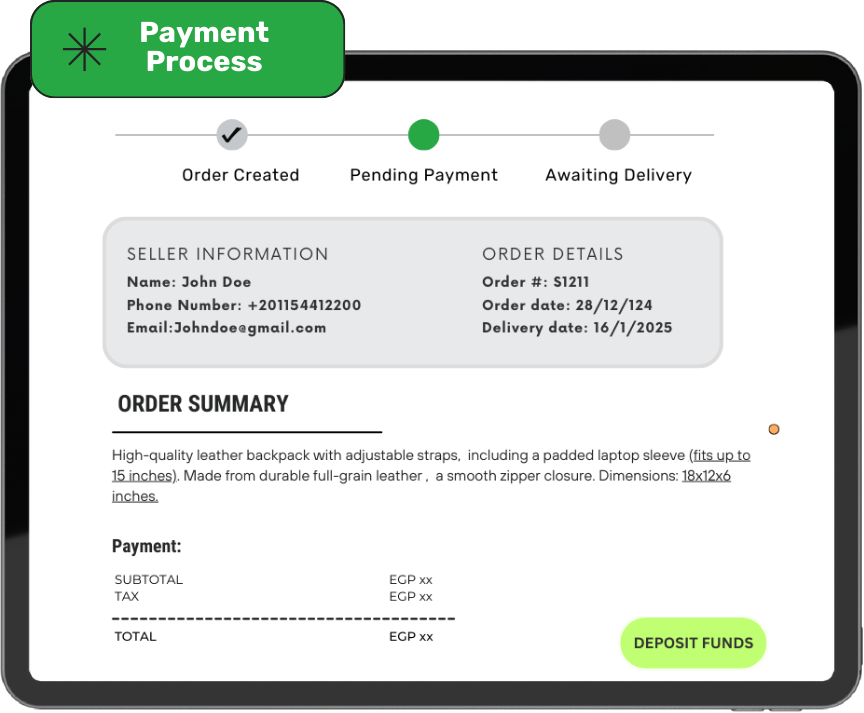 Payment
Process
Order Created
Pending Payment
Awaiting Delivery
SELLER INFORMATION
Name: John Doe
Phone Number: +201154412200
Email:Johndoe@gmail.com
ORDER DETAILS
Order #: S1211
Order date: 28/12/124
Delivery date: 16/1/2025
ORDER SUMMARY
High-quality leather backpack with adjustable straps, including a padded laptop sleeve (fits up to
15 inches). Made from durable full-grain leather , a smooth zipper closure. Dimensions: 18x12x6
inches.
Payment:
SUBTOTAL EGP xx
TAX EGP xx
TOTAL EGP xx
DEPOSIT FUNDS